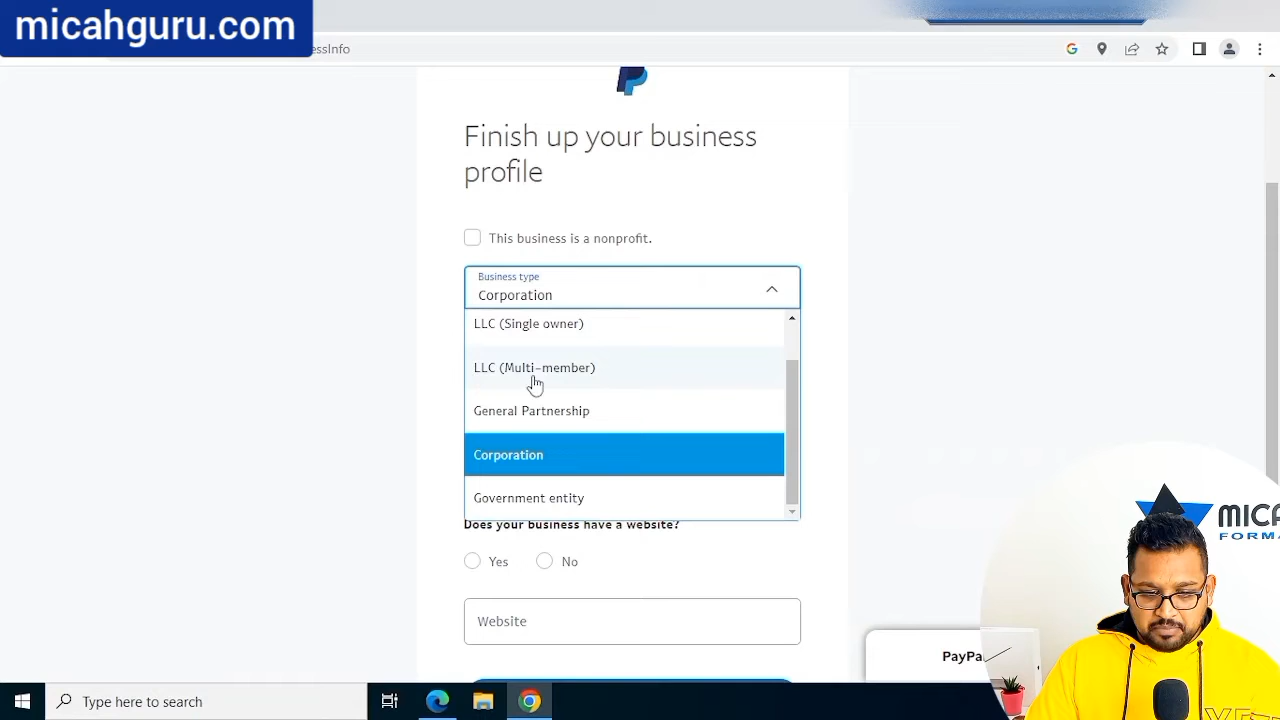 micahguru.com
essInfo
Finish up your business
profile
This business is a nonprofit.
Business type
Corporation
LLC (Single owner)
LLC (Multi-member)
General Partnership
Corporation
Government entity
Does your business have a website?
Yes
No
Website
PayPa
MICA
FORMA
Type here to search